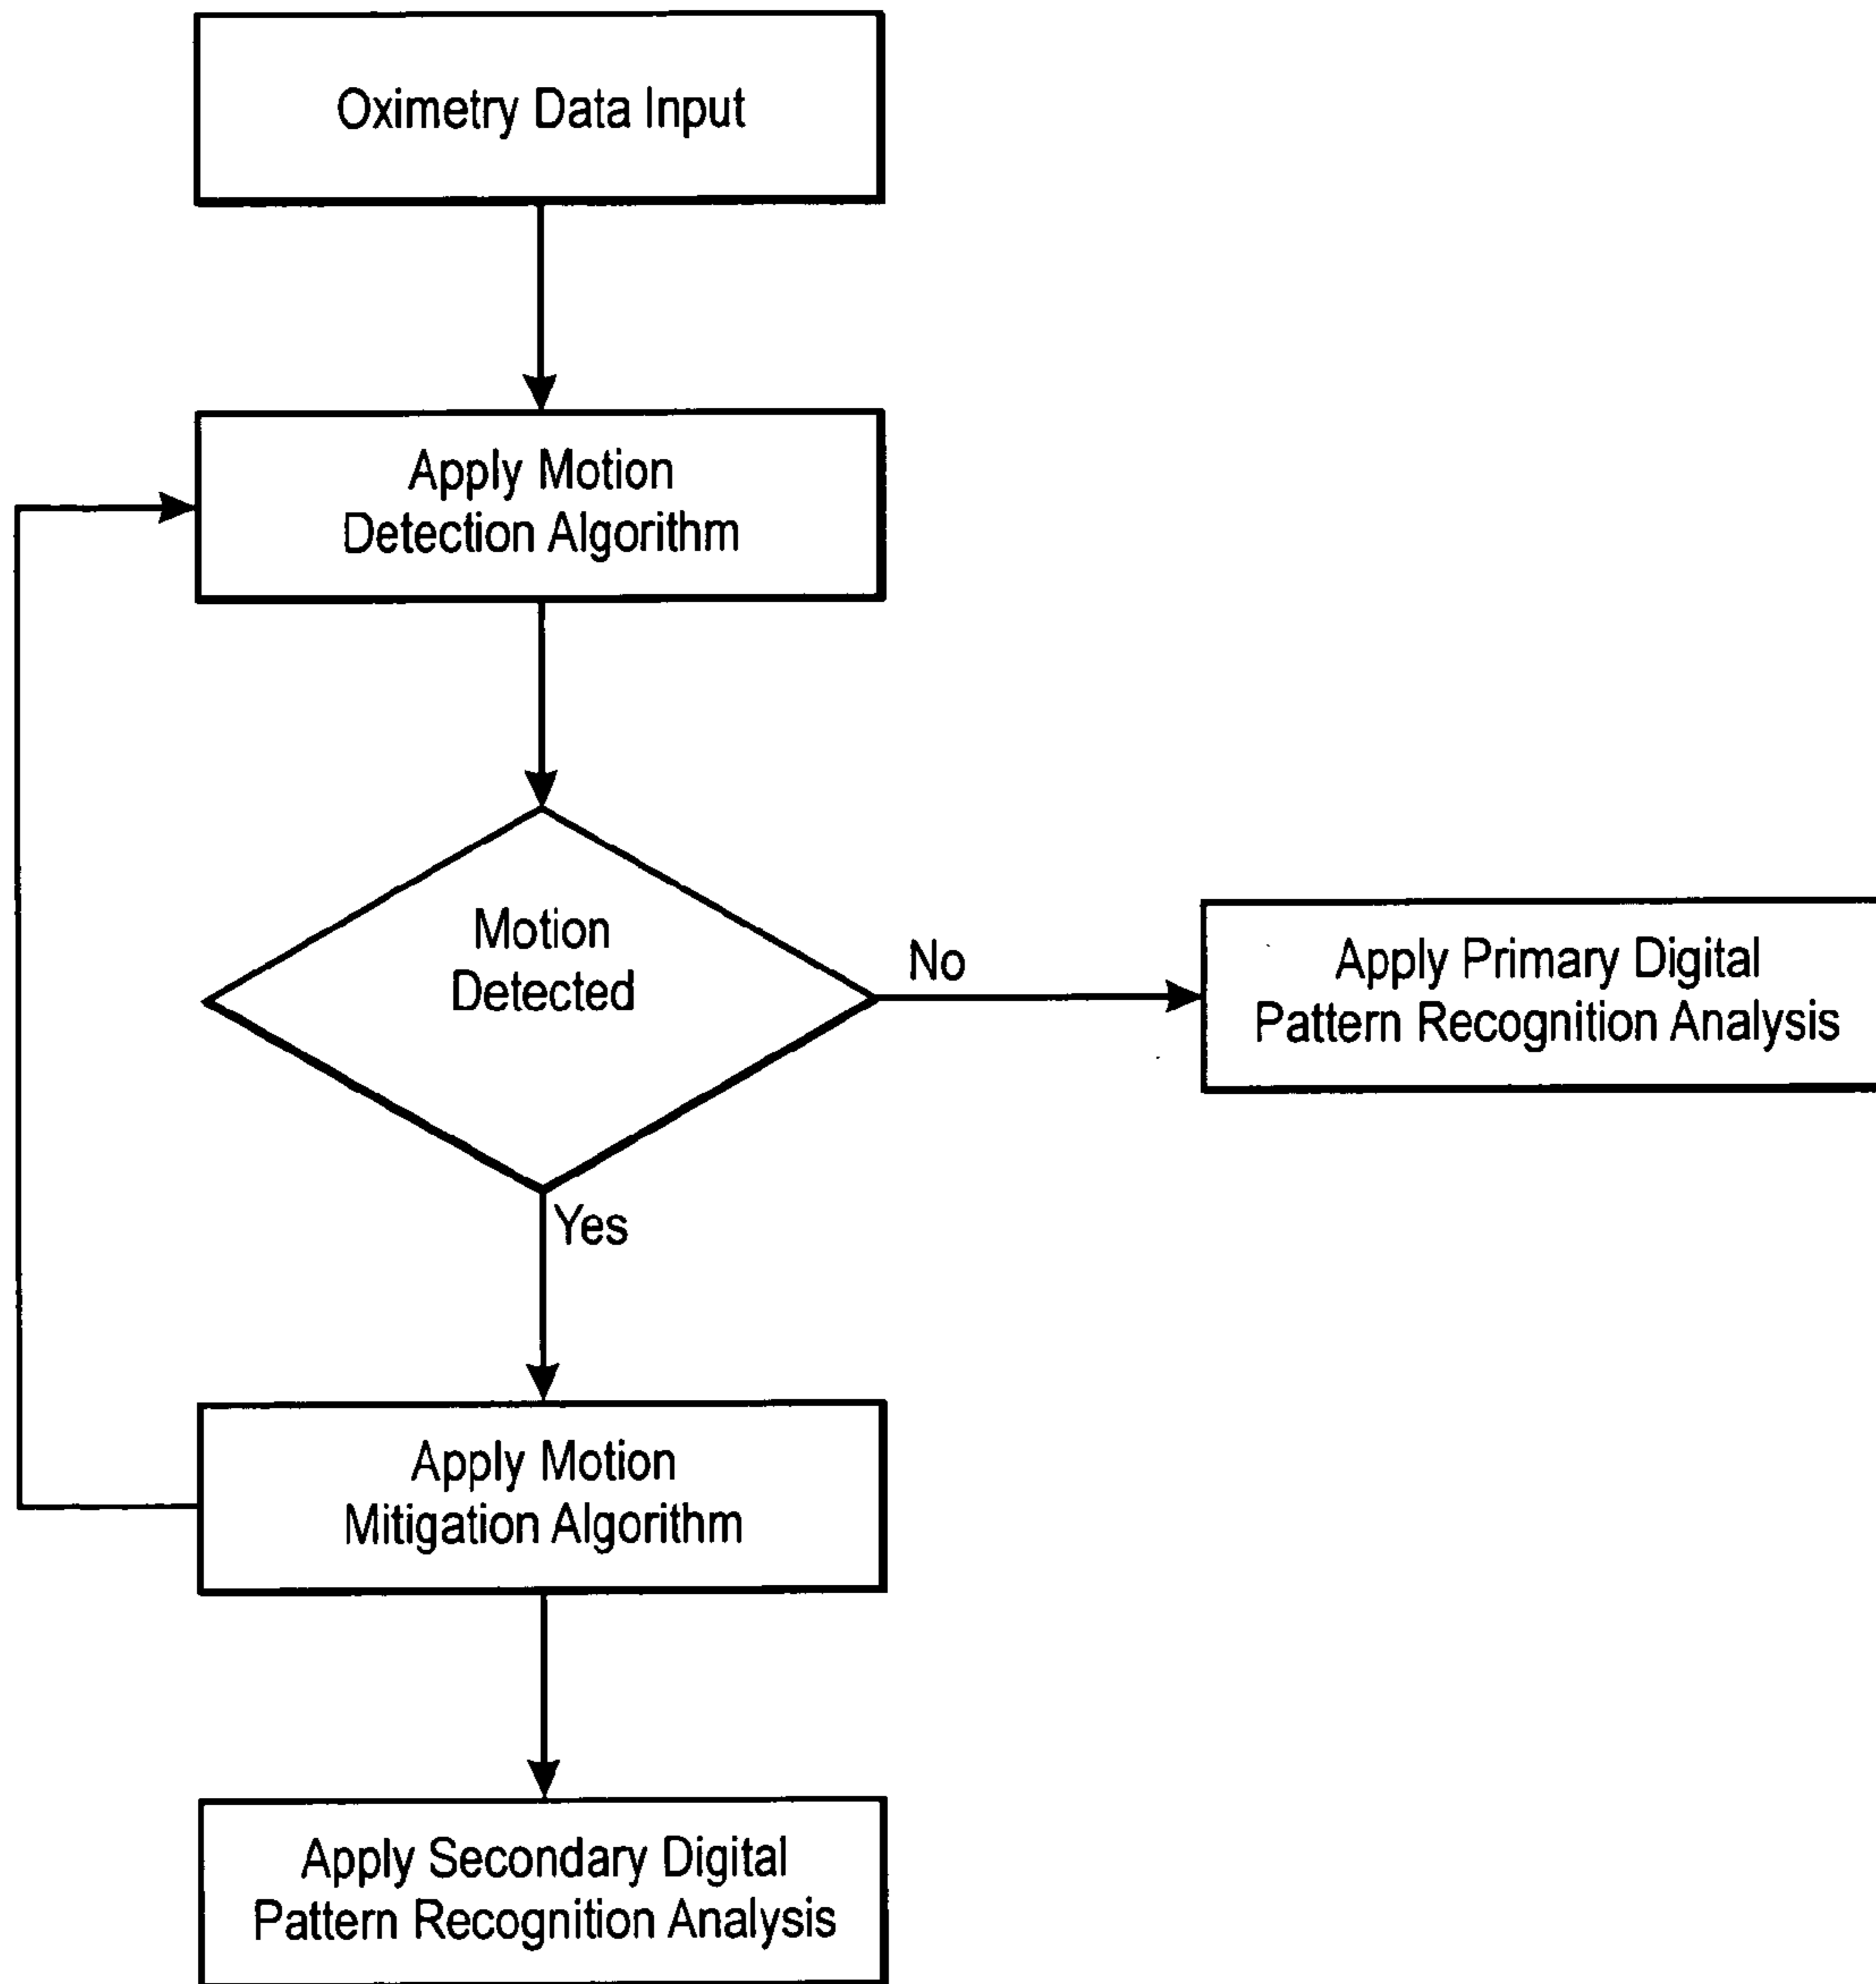 Oximetry Data Input
Apply Motion
Detection Algorithm
Motion
Detected
No
Apply Primary Digital
Pattern Recognition Analysis
Yes
Apply Motion
Mitigation Algorithm
Apply Secondary Digital
Pattern Recognition Analysis